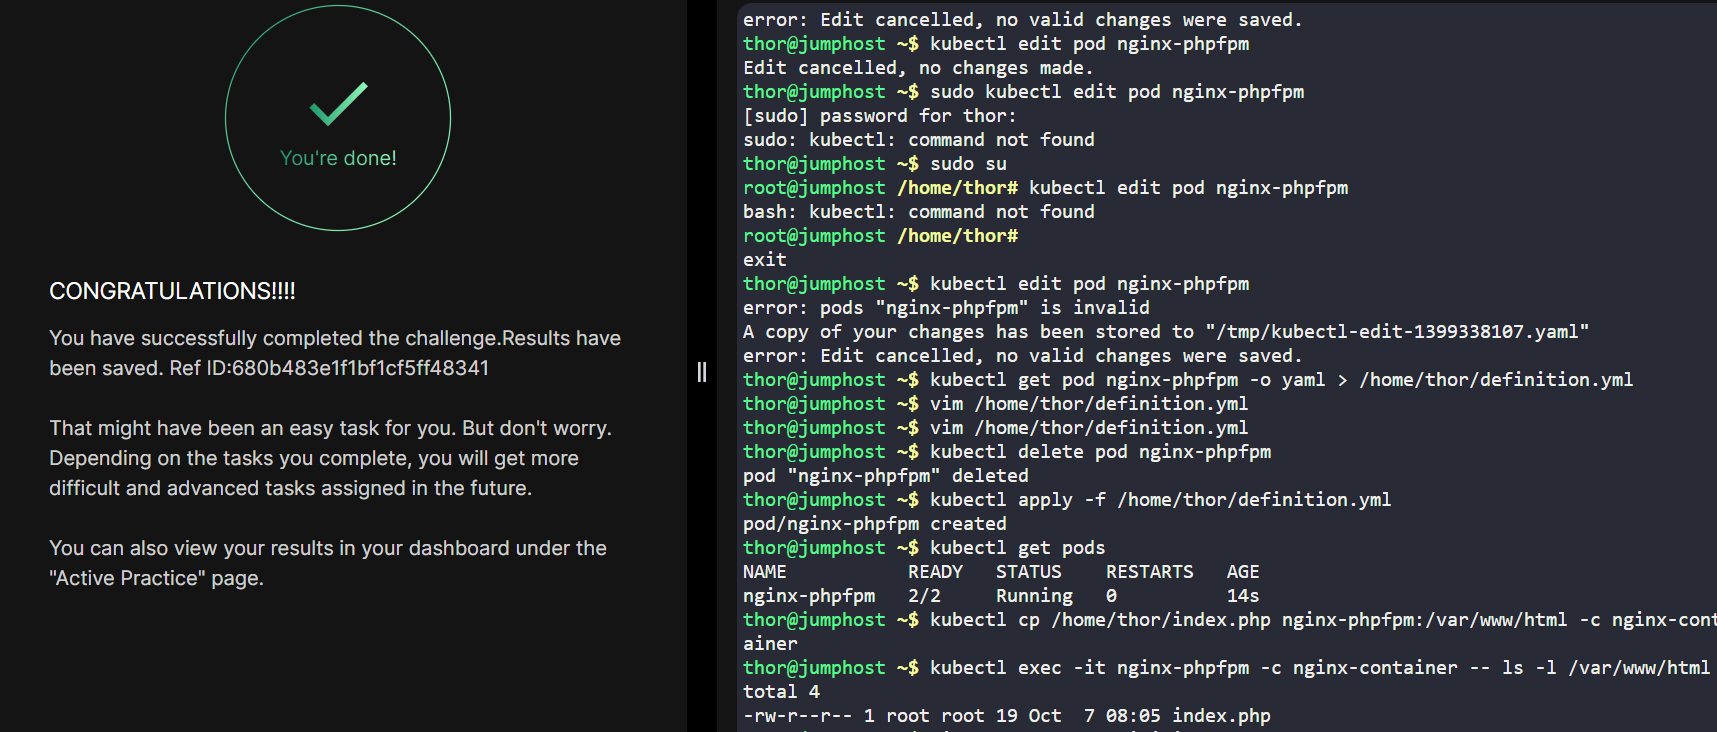 You're done!
CONGRATULATIONS!!!!
You have successfully completed the challenge.Results have
been saved. Ref ID:680b483e1f1bf1cf5ff48341
That might have been an easy task for you. But don't worry.
Depending on the tasks you complete, you will get more
difficult and advanced tasks assigned in the future.
You can also view your results in your dashboard under the
"Active Practice" page.
error: Edit cancelled, no valid changes were saved.
thor@jumphost ~$ kubectl edit pod nginx-phpfpm
Edit cancelled, no changes made.
thor@jumphost ~$ sudo kubectl edit pod nginx-phpfpm
[sudo] password for thor:
sudo: kubectl: command not found
thor@jumphost ~$ sudo su
root@jumphost /home/thor# kubectl edit pod nginx-phpfpm
bash: kubectl: command not found
root@jumphost /home/thor#
exit
thor@jumphost ~$ kubectl edit pod nginx-phpfpm
error: pods "nginx-phpfpm" is invalid
A copy of your changes has been stored to "/tmp/kubectl-edit-1399338107.yaml"
error: Edit cancelled, no valid changes were saved.
thor@jumphost ~$ kubectl get pod nginx-phpfpm -o yaml > /home/thor/definition.yml
thor@jumphost ~$ vim /home/thor/definition.yml
thor@jumphost ~$ vim /home/thor/definition.yml
thor@jumphost ~$ kubectl delete pod nginx-phpfpm
pod "nginx-phpfpm" deleted
thor@jumphost ~$ kubectl apply -f /home/thor/definition.yml
pod/nginx-phpfpm created
thor@jumphost ~$ kubectl get pods
NAME READY STATUS RESTARTS AGE
nginx-phpfpm 2/2 Running 0 14s
thor@jumphost ~$ kubectl cp /home/thor/index.php nginx-phpfpm:/var/www/html -c nginx-cont
ainer
thor@jumphost ~$ kubectl exec -it nginx-phpfpm -c nginx-container -- ls -l /var/www/html
total 4
-rw-r--r-- 1 root root 19 Oct 7 08:05 index.php